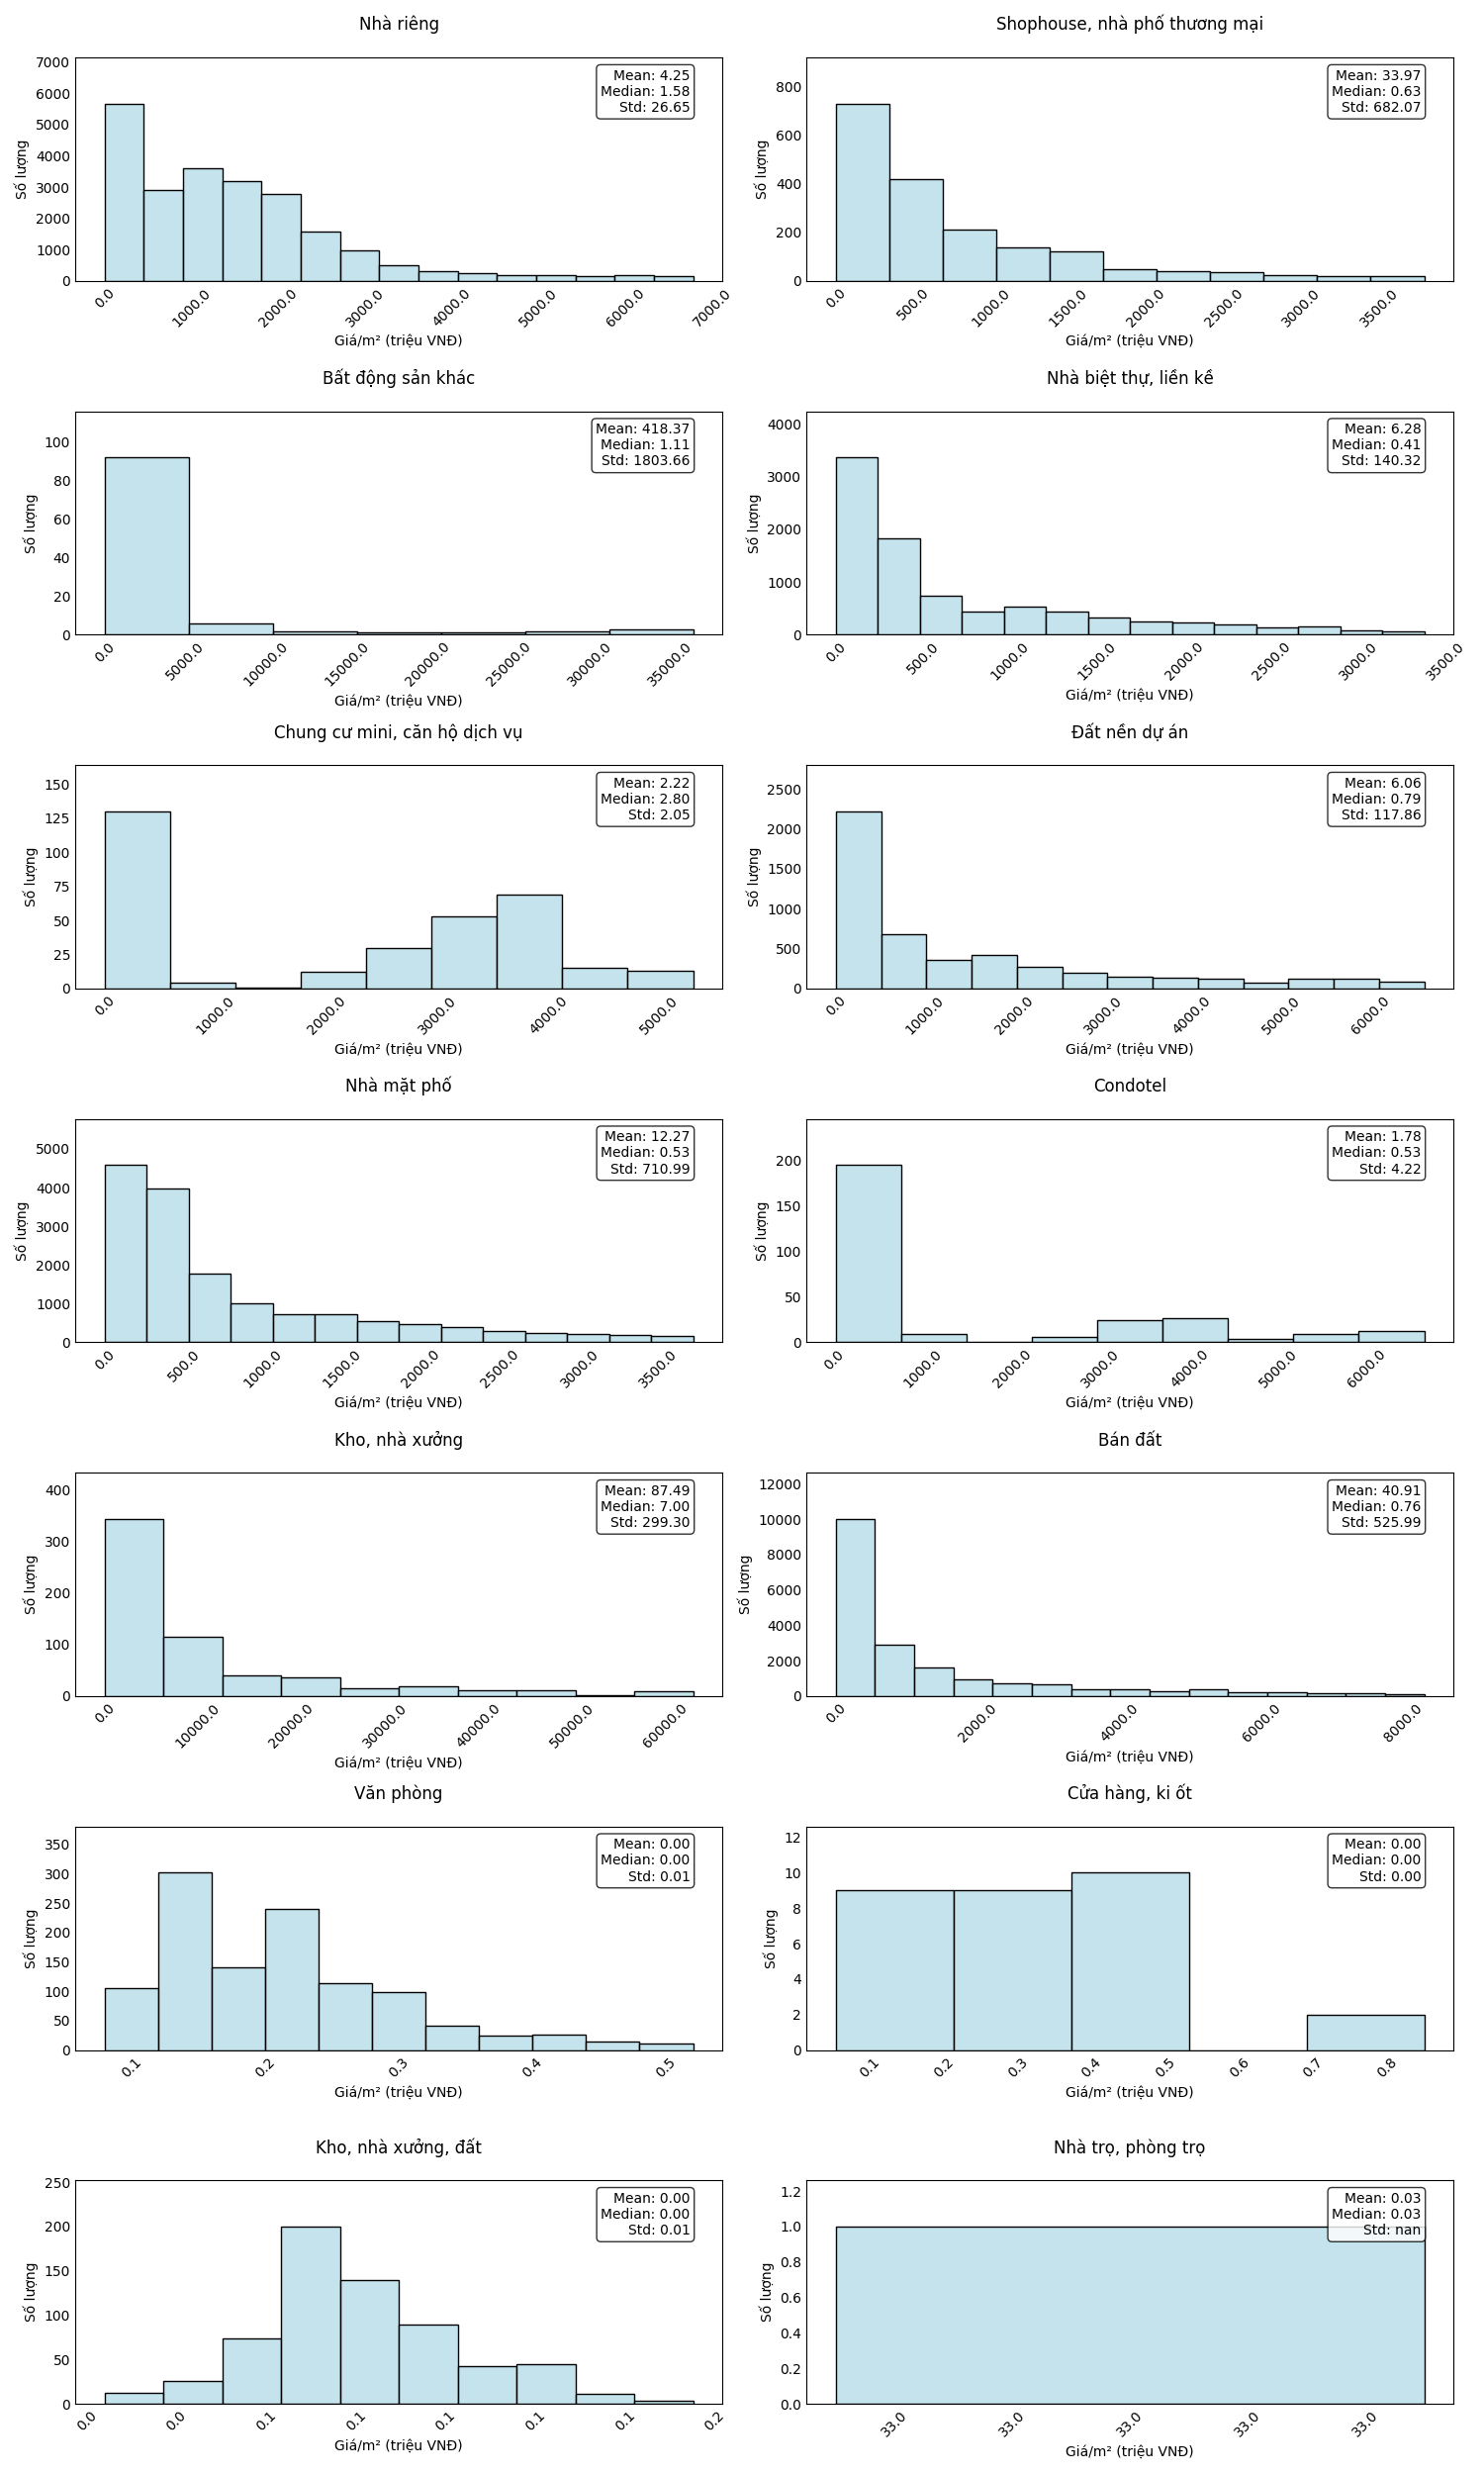 Nhà riêng
Mean: 4.25
Median: 1.58
Std: 26.65
Số lượng
7000
6000
5000
4000
3000
2000
1000
0
0.0
1000.0
2000.0
3000.0
4000.0
5000.0
6000.0
7000.0
Giá/m² (triệu VNĐ)
Shophouse, nhà phố thương mại
Mean: 33.97
Median: 0.63
Std: 682.07
Số lượng
800
600
400
200
0
0.0
500.0
1000.0
1500.0
2000.0
2500.0
3000.0
3500.0
Giá/m² (triệu VNĐ)
Bất động sản khác
Mean: 418.37
Median: 1.11
Std: 1803.66
Số lượng
100
80
60
40
20
0
0.0
5000.0
10000.0
15000.0
20000.0
25000.0
30000.0
35000.0
Giá/m² (triệu VNĐ)
Nhà biệt thự, liền kề
Mean: 6.28
Median: 0.41
Std: 140.32
Số lượng
4000
3000
2000
1000
0
0.0
500.0
1000.0
1500.0
2000.0
2500.0
3000.0
3500.0
Giá/m² (triệu VNĐ)
Chung cư mini, căn hộ dịch vụ
Mean: 2.22
Median: 2.80
Std: 2.05
Số lượng
150
125
100
75
50
25
0
0.0
1000.0
2000.0
3000.0
4000.0
5000.0
Giá/m² (triệu VNĐ)
Đất nền dự án
Mean: 6.06
Median: 0.79
Std: 117.86
Số lượng
2500
2000
1500
1000
500
0
0.0
1000.0
2000.0
3000.0
4000.0
5000.0
6000.0
Giá/m² (triệu VNĐ)
Nhà mặt phố
Mean: 12.27
Median: 0.53
Std: 710.99
Số lượng
5000
4000
3000
2000
1000
0
0.0
500.0
1000.0
1500.0
2000.0
2500.0
3000.0
3500.0
Giá/m² (triệu VNĐ)
Condotel
Mean: 1.78
Median: 0.53
Std: 4.22
Số lượng
200
150
100
50
0
0.0
1000.0
2000.0
3000.0
4000.0
5000.0
6000.0
Giá/m² (triệu VNĐ)
Kho, nhà xưởng
Mean: 87.49
Median: 7.00
Std: 299.30
Số lượng
400
300
200
100
0
0.0
10000.0
20000.0
30000.0
40000.0
50000.0
60000.0
Giá/m² (triệu VNĐ)
Bán đất
Mean: 40.91
Median: 0.76
Std: 525.99
Số lượng
12000
10000
8000
6000
4000
2000
0
0.0
2000.0
4000.0
6000.0
8000.0
Giá/m² (triệu VNĐ)
Văn phòng
Mean: 0.00
Median: 0.00
Std: 0.01
Số lượng
350
300
250
200
150
100
50
0
0.1
0.2
0.3
0.4
0.5
Giá/m² (triệu VNĐ)
Cửa hàng, ki ốt
Mean: 0.00
Median: 0.00
Std: 0.00
Số lượng
12
10
8
6
4
2
0
0.1
0.2
0.3
0.4
0.5
0.6
0.7
0.8
Giá/m² (triệu VNĐ)
Kho, nhà xưởng, đất
Mean: 0.00
Median: 0.00
Std: 0.01
Số lượng
250
200
150
100
50
0
0.0
0.0
0.1
0.1
0.1
0.1
0.1
0.2
Giá/m² (triệu VNĐ)
Nhà trọ, phòng trọ
Mean: 0.03
Median: 0.03
Std: nan
Số lượng
1.2
1.0
0.8
0.6
0.4
0.2
0.0
33.0
33.0
33.0
33.0
33.0
Giá/m² (triệu VNĐ)